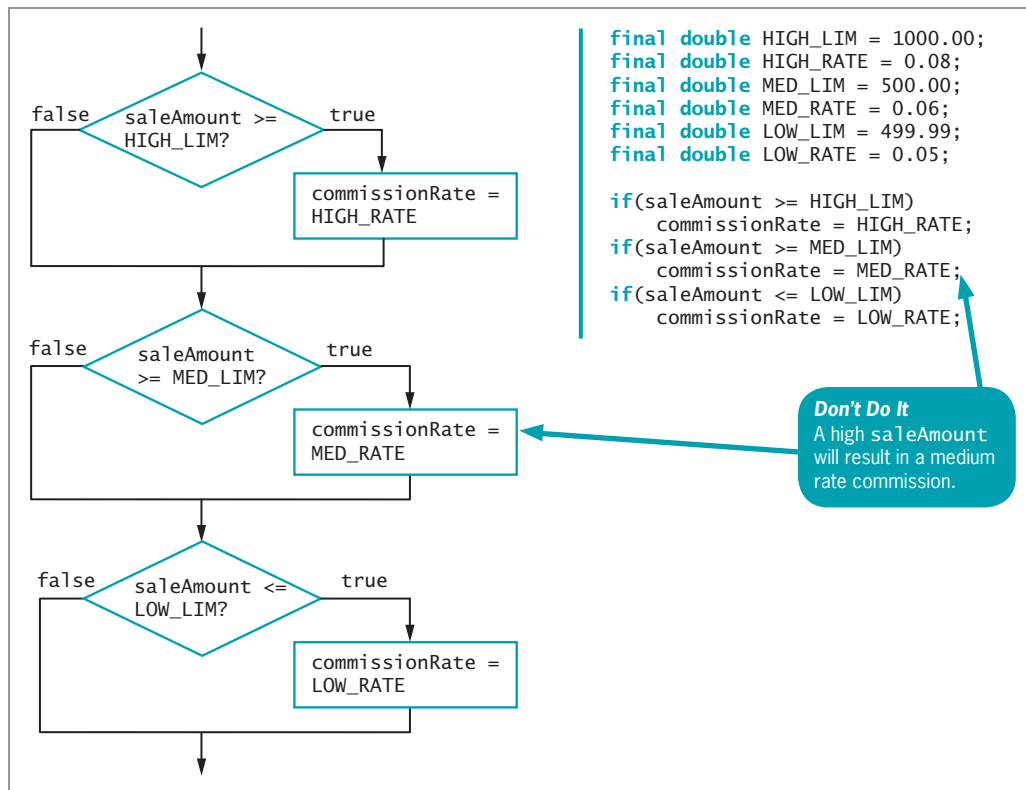 saleAmount >=
HIGH_LIM?
false
true
commissionRate =
HIGH_RATE
saleAmount
>= MED_LIM?
false
true
commissionRate =
MED_RATE
saleAmount <=
LOW_LIM?
false
true
commissionRate =
LOW_RATE
final double HIGH_LIM = 1000.00;
final double HIGH_RATE = 0.08;
final double MED_LIM = 500.00;
final double MED_RATE = 0.06;
final double LOW_LIM = 499.99;
final double LOW_RATE = 0.05;
if(saleAmount >= HIGH_LIM)
    commissionRate = HIGH_RATE;
if(saleAmount >= MED_LIM)
    commissionRate = MED_RATE;
if(saleAmount <= LOW_LIM)
    commissionRate = LOW_RATE;
Don't Do It
A high saleAmount
will result in a medium
rate commission.